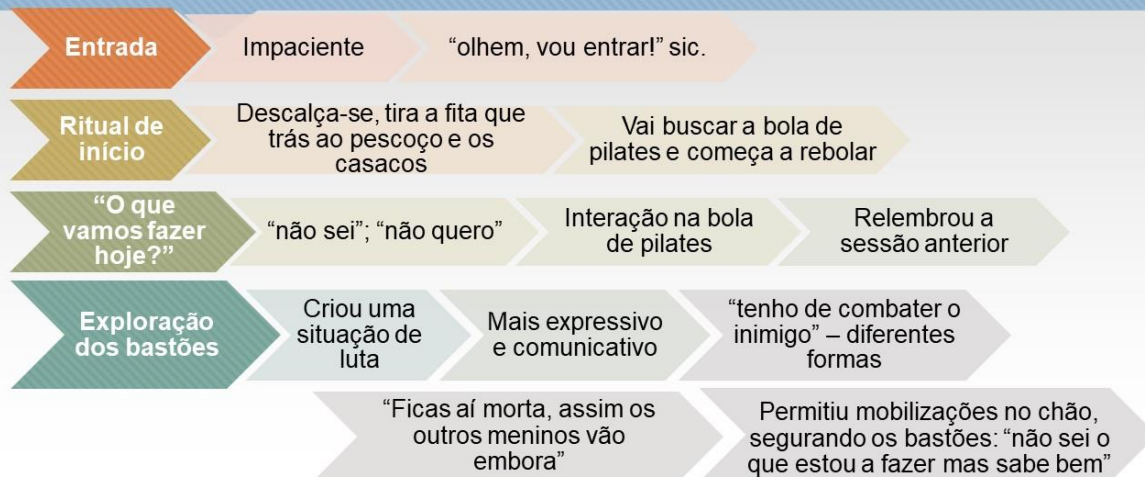 Entrada
Impaciente
“olhem, vou entrar!” sic.
Ritual de
início
Descalça-se, tira a fita que
trás ao pescoço e os
casacos
Vai buscar a bola de
pilates e começa a rebolar
“O que
vamos fazer
hoje?”
“não sei”; “não quero”
Interação na bola
de pilates
Relembrou a
sessão anterior
Exploração
dos bastões
Criou uma
situação de
luta
Mais expressivo
e comunicativo
“tenho de combater o
inimigo” – diferentes
formas
“Ficas aí morta, assim os
outros meninos vão
embora”
Permitiu mobilizações no chão,
segurando os bastões: “não sei o
que estou a fazer mas sabe bem”